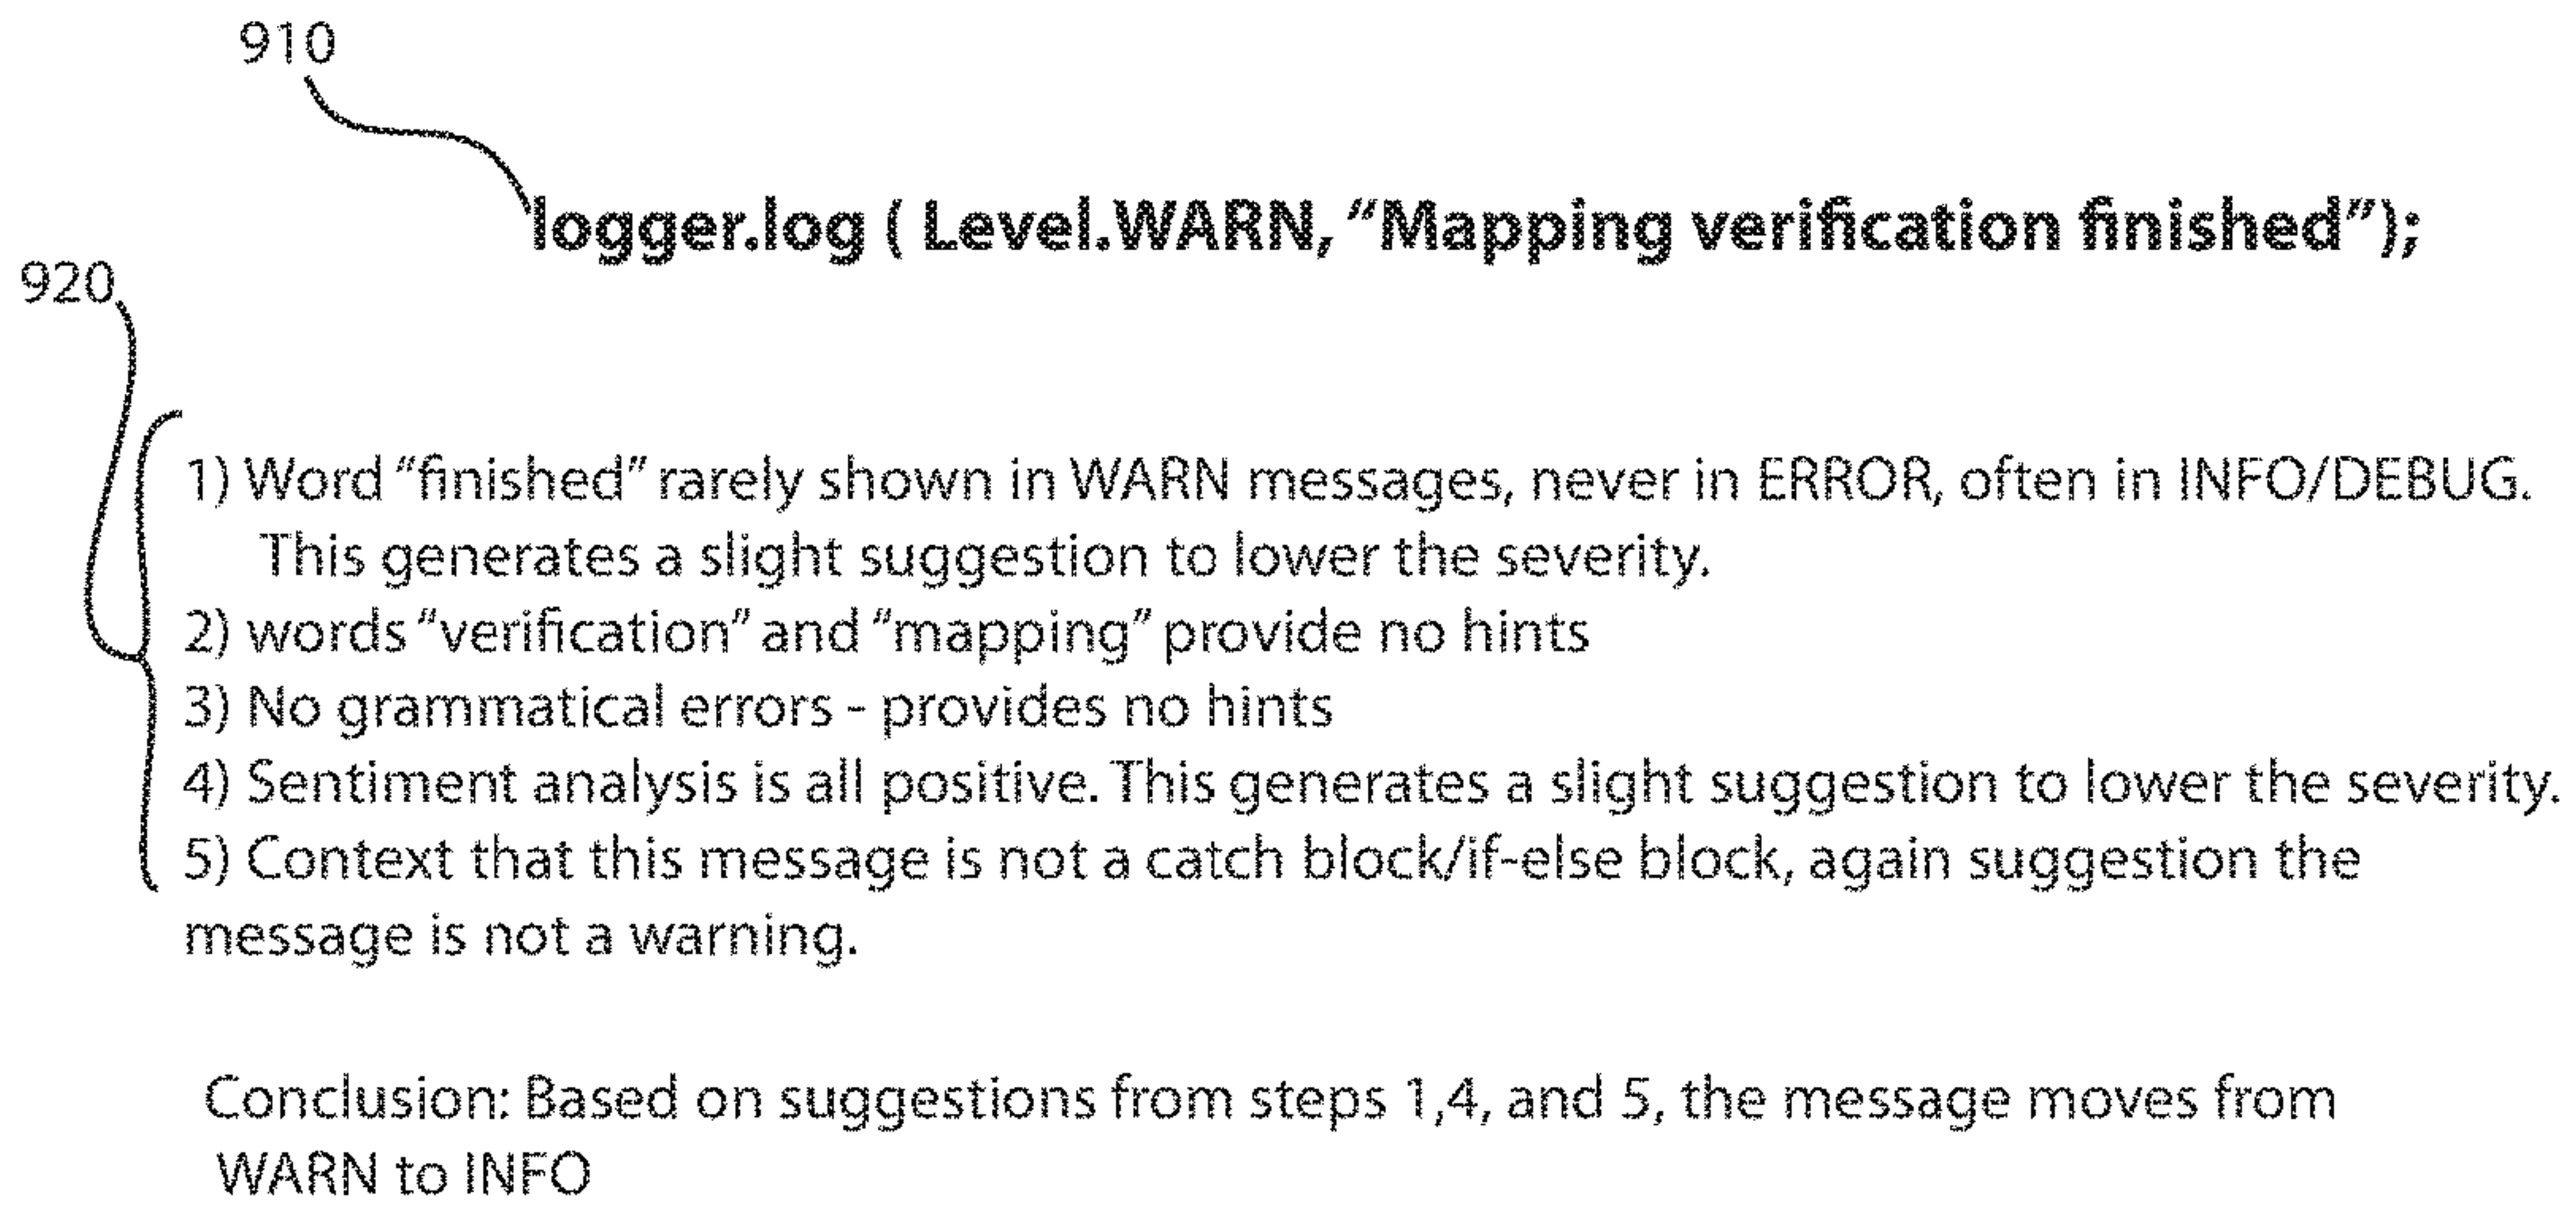 910
logger.log ( Level.WARN, “Mapping verification finished”);
920
1) Word “finished” rarely shown in WARN messages, never in ERROR, often in INFO/DEBUG.
This generates a slight suggestion to lower the severity.
2) words “verification” and “mapping” provide no hints
3) No grammatical errors - provides no hints
4) Sentiment analysis is all positive. This generates a slight suggestion to lower the severity.
5) Context that this message is not a catch block/if-else block, again suggestion the
message is not a warning.
Conclusion: Based on suggestions from steps 1,4, and 5, the message moves from
WARN to INFO